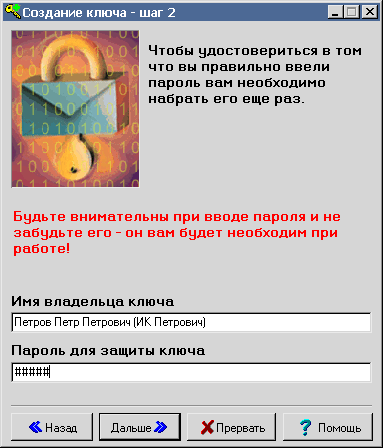 Создание ключа - шаг 2
Чтобы удостовериться в том
что вы правильно ввели
пароль вам необходимо
набрать его еще раз.
Будьте внимательны при вводе пароля и не
забудьте его - он вам будет необходим при
работе!
Имя владельца ключа
Петров Петр Петрович (ИК Петрович)
Пароль для защиты ключа
#####
Назад
Дальше
Прервать
? Помощь